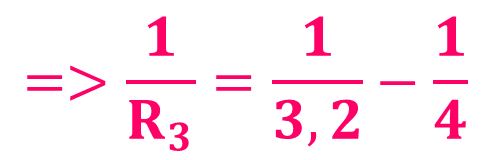 => 1/R₃ = 1/3,2 − 1/4